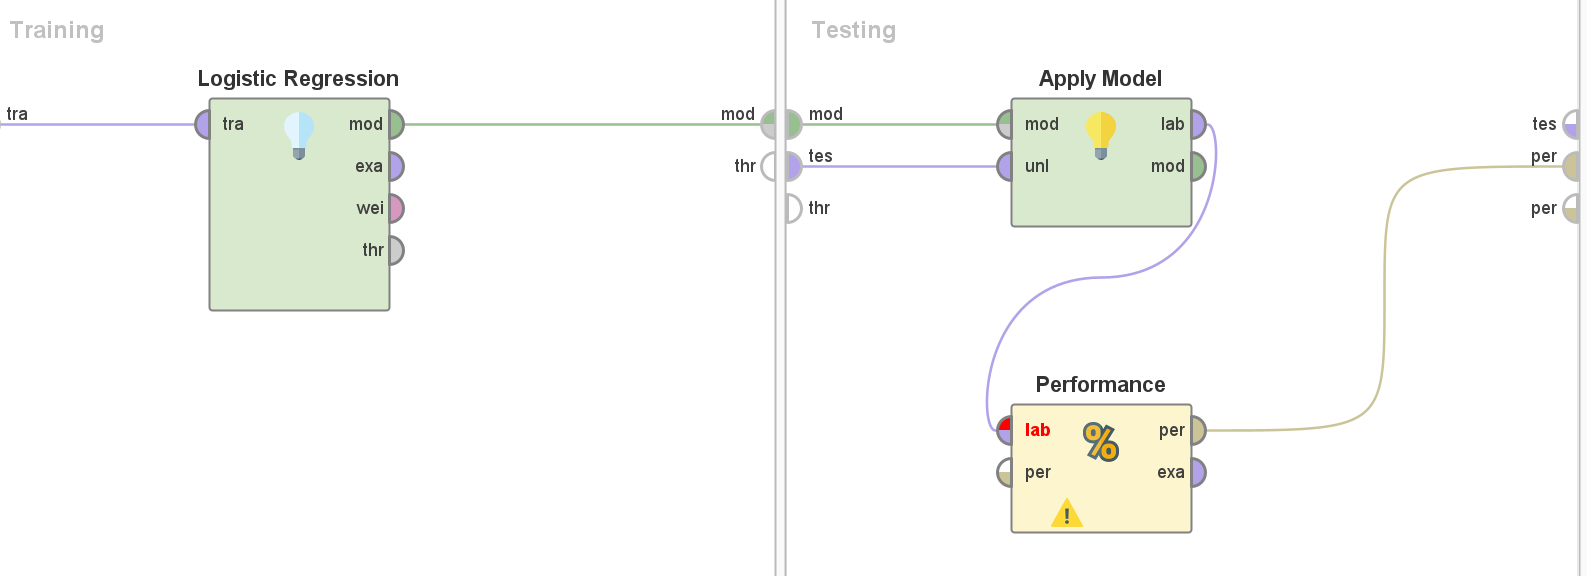 Training
Testing
Logistic Regression
Apply Model
tra
tra
mod
exa
wei
thr
mod
thr
mod
tes
thr
mod
unl
lab
mod
tes
per
per
Performance
lab
per
per
exa
%
!